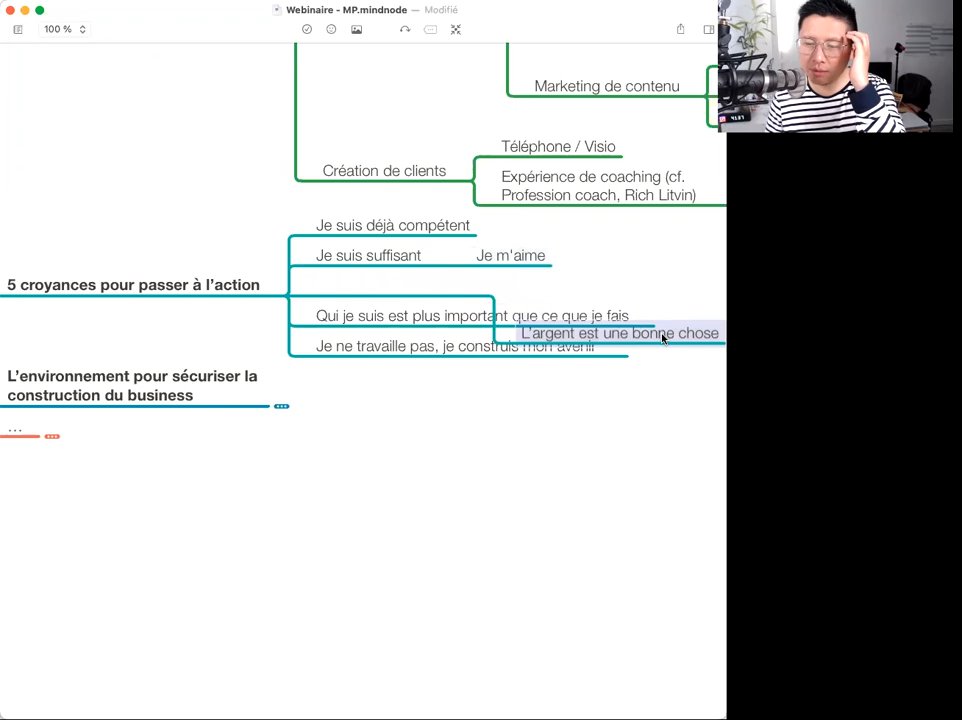 Webinaire - MP.mindnode — Modifié
100 %
Marketing de contenu
Téléphone / Visio
Création de clients
Expérience de coaching (cf.
Profession coach, Rich Litvin)
Je suis déjà compétent
Je suis suffisant
Je m'aime
5 croyances pour passer à l’action
Qui je suis est plus important que ce que je fais
L'argent est une bonne chose
Je ne travaille pas, je construis mon avenir
L’environnement pour sécuriser la
construction du business
...